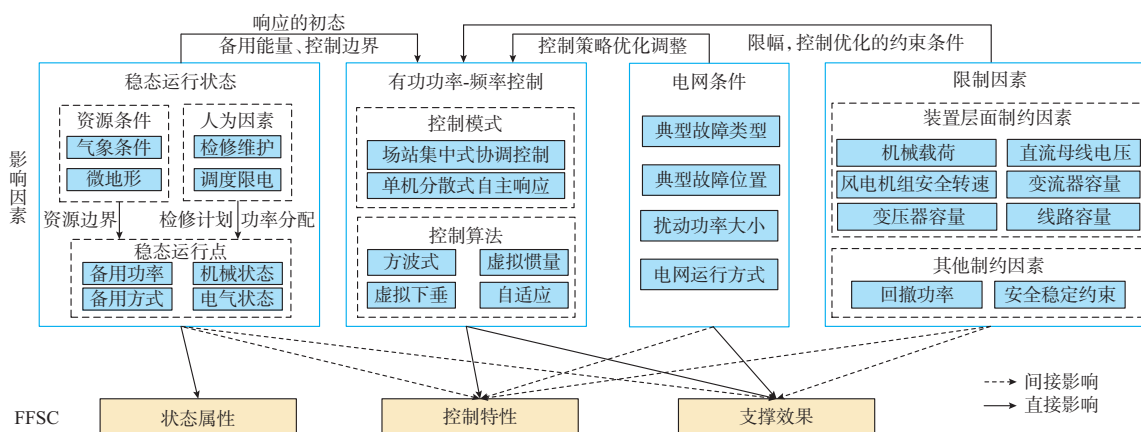 响应的初态
备用能量、控制边界
控制策略优化调整
限幅,控制优化的约束条件
影响因素
稳态运行状态
资源条件
气象条件
微地形
人为因素
检修维护
调度限电
资源边界
检修计划
功率分配
稳态运行点
备用功率
机械状态
备用方式
电气状态
有功功率-频率控制
控制模式
场站集中式协调控制
单机分散式自主响应
控制算法
方波式
虚拟惯量
虚拟下垂
自适应
电网条件
典型故障类型
典型故障位置
扰动功率大小
电网运行方式
限制因素
装置层面制约因素
机械载荷
直流母线电压
风电机组安全转速
变流器容量
变压器容量
线路容量
其他制约因素
回撤功率
安全稳定约束
FFSC
状态属性
控制特性
支撑效果
间接影响
直接影响